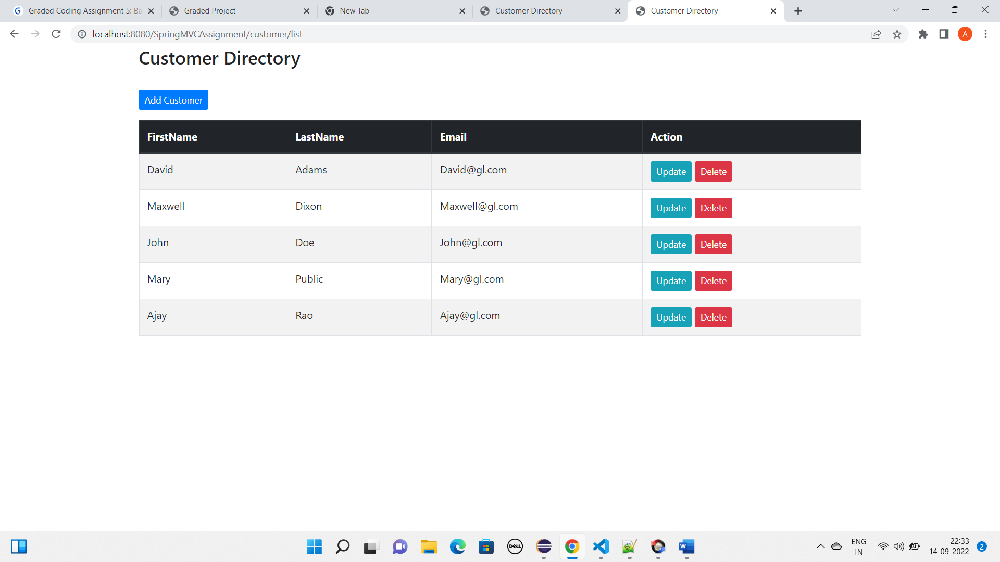 Graded Coding Assignment 5: Ba
Graded Project
New Tab
Customer Directory
Customer Directory
localhost:8080/SpringMVCAssignment/customer/list
A
Customer Directory
Add Customer
FirstName LastName Email Action
David Adams David@gl.com Update Delete
Maxwell Dixon Maxwell@gl.com Update Delete
John Doe John@gl.com Update Delete
Mary Public Mary@gl.com Update Delete
Ajay Rao Ajay@gl.com Update Delete
DELL
W
ENG
IN
22:33
14-09-2022
2